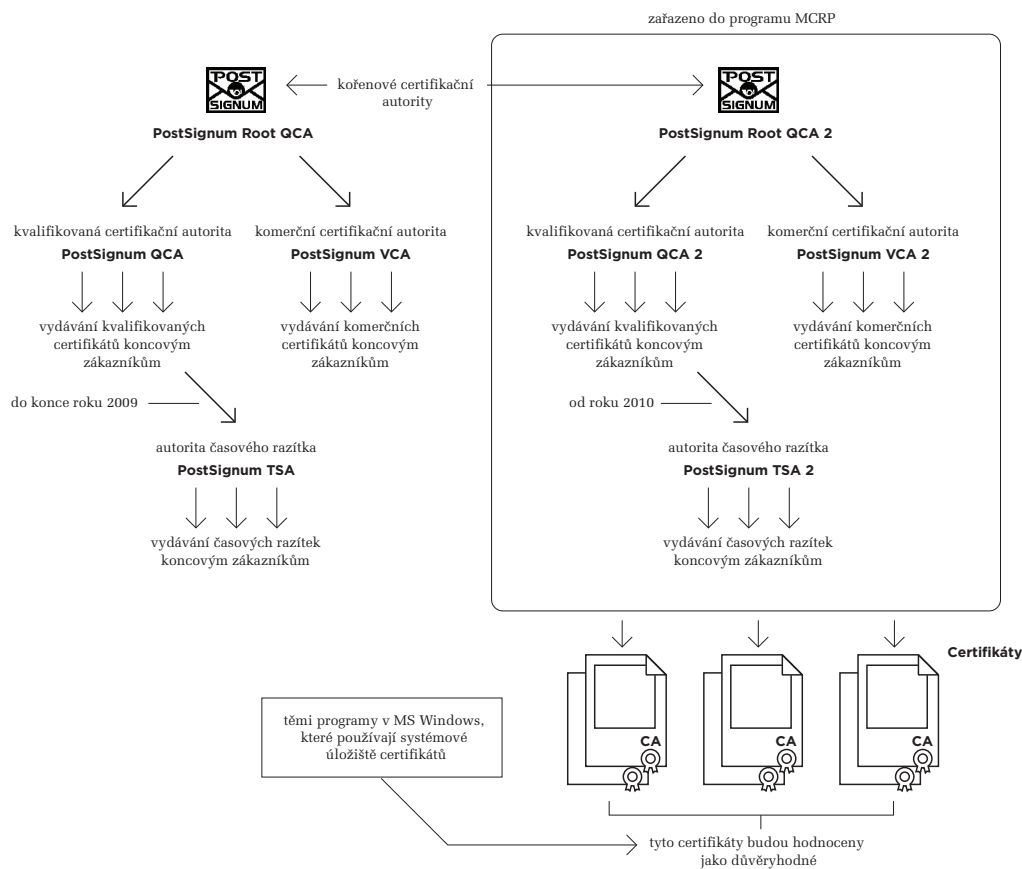 zařazeno do programu MCRP
POST
SIGNUM
kořenové certifikační
autority
POST
SIGNUM
PostSignum Root QCA
PostSignum Root QCA 2
kvalifikovaná certifikační autorita
PostSignum QCA
komerční certifikační autorita
PostSignum VCA
kvalifikovaná certifikační autorita
PostSignum QCA 2
komerční certifikační autorita
PostSignum VCA 2
vydávání kvalifikovaných
certifikátů koncovým
zákazníkům
vydávání komerčních
certifikátů koncovým
zákazníkům
vydávání kvalifikovaných
certifikátů koncovým
zákazníkům
vydávání komerčních
certifikátů koncovým
zákazníkům
do konce roku 2009
od roku 2010
autorita časového razítka
PostSignum TSA
autorita časového razítka
PostSignum TSA 2
vydávání časových razítek
koncovým zákazníkům
vydávání časových razítek
koncovým zákazníkům
Certifikáty
CA
CA
CA
těmi programy v MS Windows,
které používají systémové
úložiště certifikátů
tyto certifikáty budou hodnoceny
jako důvěryhodné